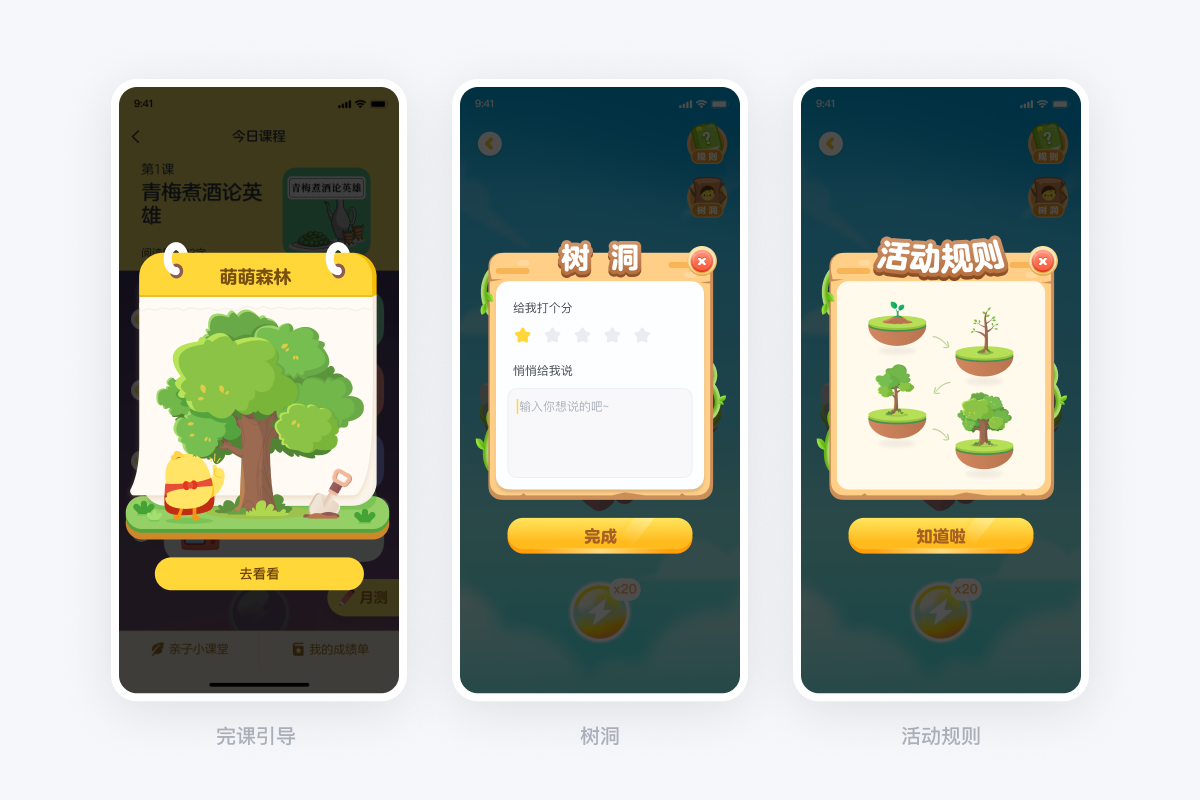 9:41
今日课程
第1课
青梅煮酒论英
雄
青梅煮酒论英雄
萌萌森林
去看看
月测
亲子小课堂
我的成绩单
完课引导
9:41
规则
树洞
树 洞
给我打个分
悄悄给我说
输入你想说的吧~
完成
x20
树洞
9:41
规则
树洞
活动规则
知道啦
x20
活动规则